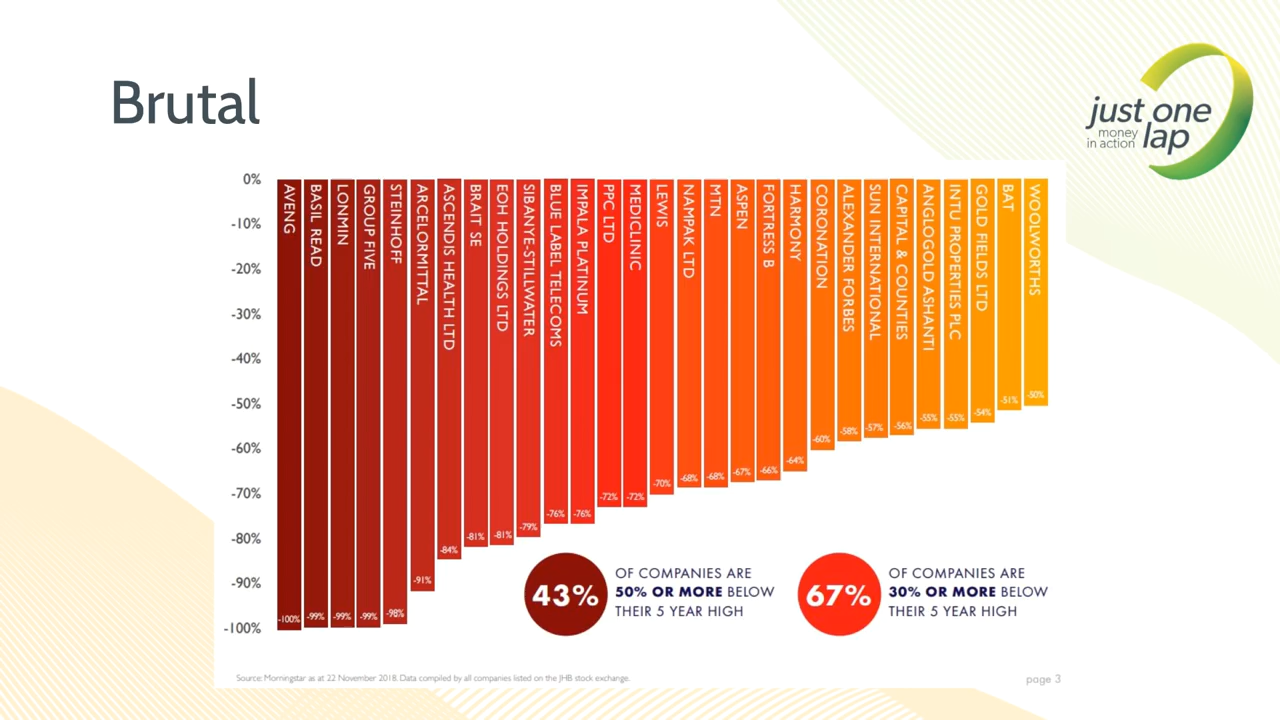 Brutal
just one
money
in action
lap
0%
-10%
-20%
-30%
-40%
-50%
-60%
-70%
-80%
-90%
-100%
AVENG
BASIL READ
LONMIN
GROUP FIVE
STEINHOFF
ARCELORMITTAL
ASCENDIS HEALTH LTD
BRAIT SE
EOH HOLDINGS LTD
SIBANYE-STILLWATER
BLUE LABEL TELECOMS
IMPALA PLATINUM
PPC LTD
MEDICLINIC
LEWIS
NAMPAK LTD
MTN
ASPEN
FORTRESS B
HARMONY
CORONATION
ALEXANDER FORBES
SUN INTERNATIONAL
CAPITAL & COUNTIES
ANGLOGOLD ASHANTI
INTU PROPERTIES PLC
GOLD FIELDS LTD
BAT
WOOLWORTHS
-100%
-99%
-99%
-99%
-98%
-91%
-84%
-81%
-81%
-79%
-76%
-76%
-72%
-72%
-70%
-68%
-68%
-67%
-66%
-64%
-60%
-58%
-57%
-56%
-55%
-55%
-54%
-51%
-50%
43%
OF COMPANIES ARE
50% OR MORE BELOW
THEIR 5 YEAR HIGH
67%
OF COMPANIES ARE
30% OR MORE BELOW
THEIR 5 YEAR HIGH
Source: Morningstar as at 22 November 2018. Data compiled by all companies listed on the JHB stock exchange.
page 3